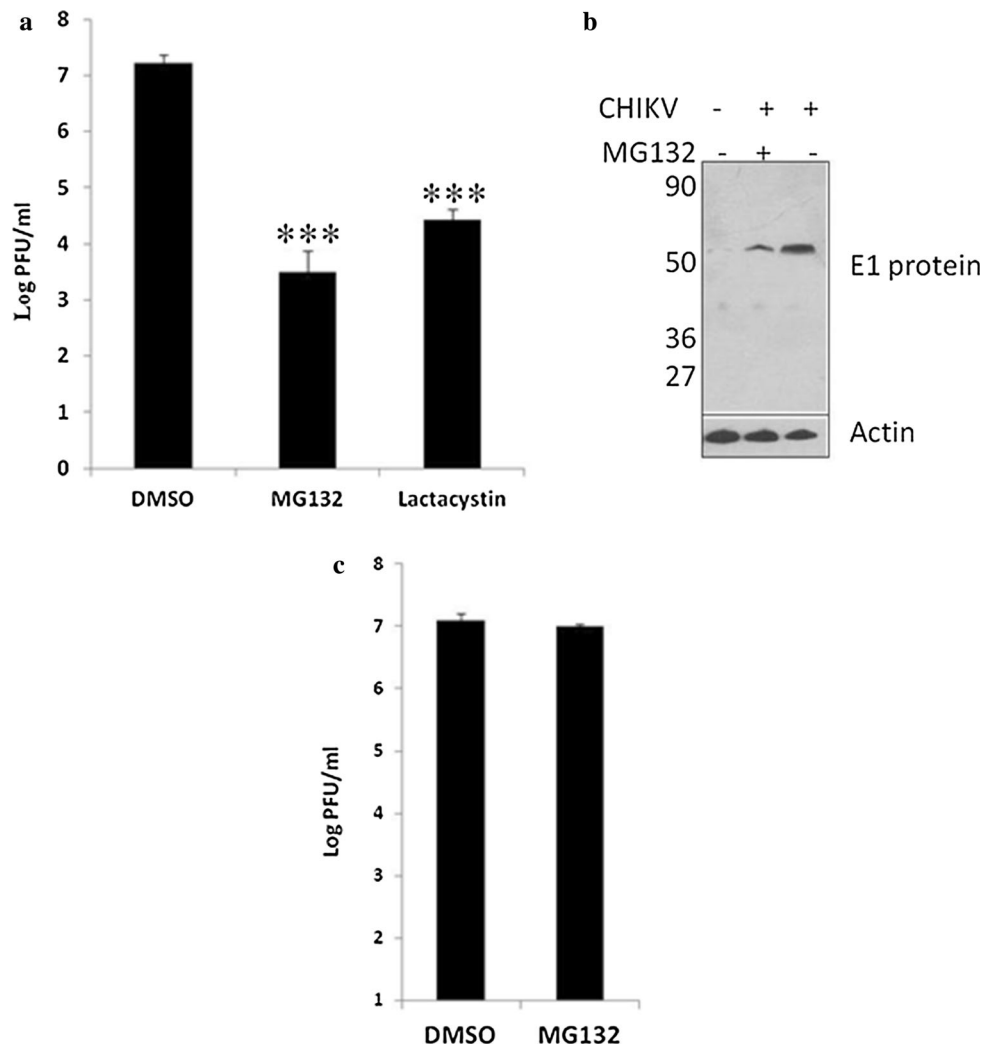 a
8
7
6
5
4
3
2
1
0
Log PFU/ml
***
***
DMSO MG132 Lactacystin
b
CHIKV - + +
MG132 - + -
90
50
36
27
E1 protein
Actin
c
8
7
6
5
4
3
2
1
Log PFU/ml
DMSO MG132